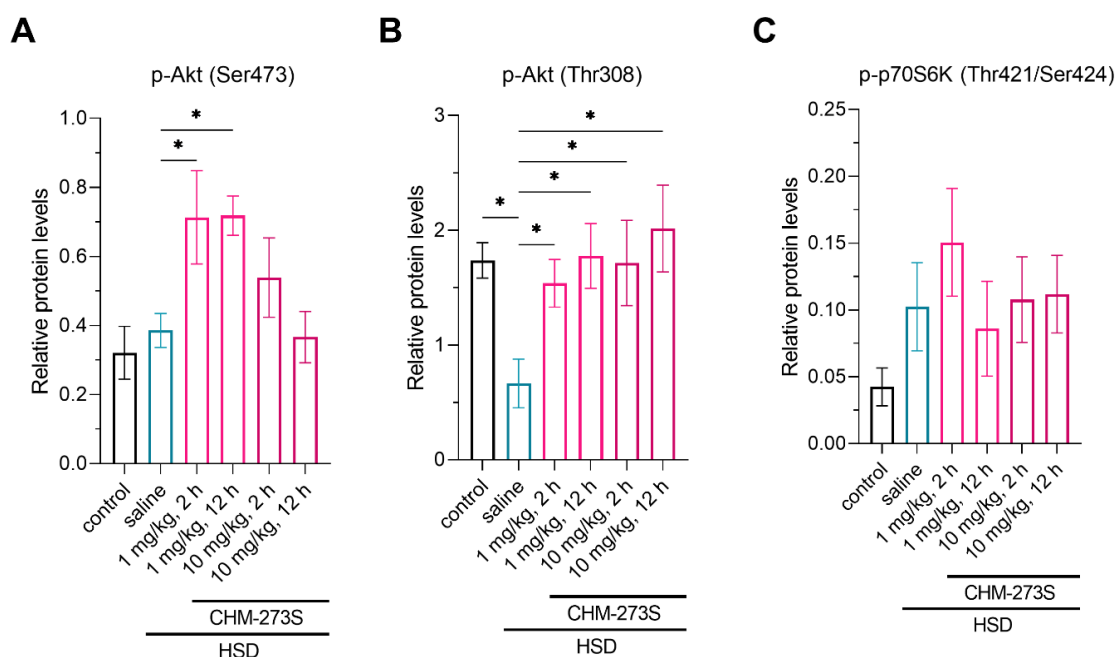 A
p-Akt (Ser473)
* 
*
Relative protein levels
1.0
0.8
0.6
0.4
0.2
0.0
control
saline
1 mg/kg, 2 h
1 mg/kg, 12 h
10 mg/kg, 2 h
10 mg/kg, 12 h
CHM-273S
HSD
B
p-Akt (Thr308)
*
*
*
*
*
Relative protein levels
3
2
1
0
control
saline
1 mg/kg, 2 h
1 mg/kg, 12 h
10 mg/kg, 2 h
10 mg/kg, 12 h
CHM-273S
HSD
C
p-p70S6K (Thr421/Ser424)
Relative protein levels
0.25
0.20
0.15
0.10
0.05
0.00
control
saline
1 mg/kg, 2 h
1 mg/kg, 12 h
10 mg/kg, 2 h
10 mg/kg, 12 h
CHM-273S
HSD